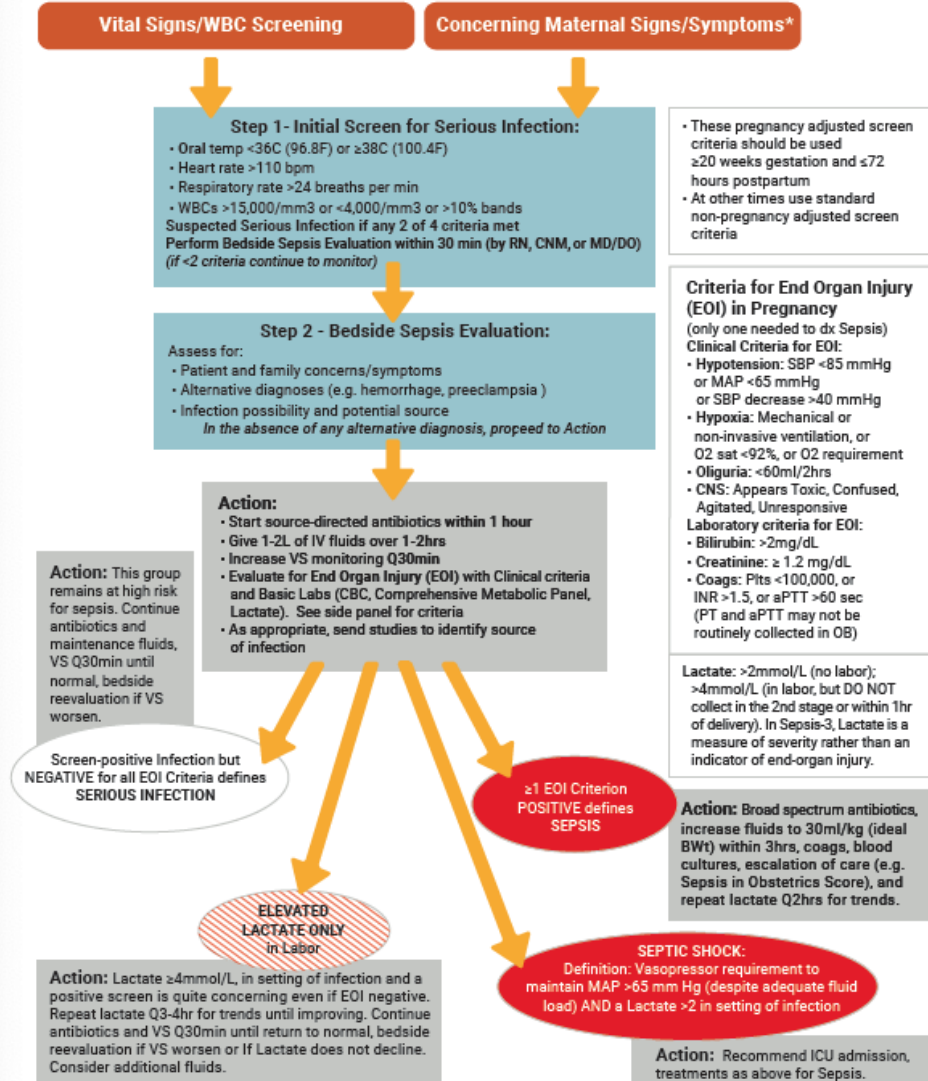 Vital Signs/WBC Screening
Concerning Maternal Signs/Symptoms*
Step 1- Initial Screen for Serious Infection:
• Oral temp <36C (96.8F) or ≥38C (100.4F)
• Heart rate >110 bpm
• Respiratory rate >24 breaths per min
• WBCs >15,000/mm3 or <4,000/mm3 or >10% bands
Suspected Serious Infection if any 2 of 4 criteria met
Perform Bedside Sepsis Evaluation within 30 min (by RN, CNM, or MD/DO)
(if <2 criteria continue to monitor)
• These pregnancy adjusted screen
criteria should be used
≥20 weeks gestation and ≤72
hours postpartum
• At other times use standard
non-pregnancy adjusted screen
criteria
Step 2 - Bedside Sepsis Evaluation:
Assess for:
• Patient and family concerns/symptoms
• Alternative diagnoses (e.g. hemorrhage, preeclampsia )
• Infection possibility and potential source
In the absence of any alternative diagnosis, proceed to Action
Criteria for End Organ Injury
(EOI) in Pregnancy
(only one needed to dx Sepsis)
Clinical Criteria for EOI:
• Hypotension: SBP <85 mmHg
or MAP <65 mmHg
or SBP decrease >40 mmHg
• Hypoxia: Mechanical or
non-invasive ventilation, or
O2 sat <92%, or O2 requirement
• Oliguria: <60ml/2hrs
• CNS: Appears Toxic, Confused,
Agitated, Unresponsive
Laboratory criteria for EOI:
• Bilirubin: >2mg/dL
• Creatinine: ≥ 1.2 mg/dL
• Coags: Plts <100,000, or
INR >1.5, or aPTT >60 sec
(PT and aPTT may not be
routinely collected in OB)
Action:
• Start source-directed antibiotics within 1 hour
• Give 1-2L of IV fluids over 1-2hrs
• Increase VS monitoring Q30min
• Evaluate for End Organ Injury (EOI) with Clinical criteria
and Basic Labs (CBC, Comprehensive Metabolic Panel,
Lactate). See side panel for criteria
• As appropriate, send studies to identify source
of infection
Action: This group
remains at high risk
for sepsis. Continue
antibiotics and
maintenance fluids,
VS Q30min until
normal, bedside
reevaluation if VS
worsen.
Lactate: >2mmol/L (no labor);
>4mmol/L (in labor, but DO NOT
collect in the 2nd stage or within 1hr
of delivery). In Sepsis-3, Lactate is a
measure of severity rather than an
indicator of end-organ injury.
Screen-positive Infection but
NEGATIVE for all EOI Criteria defines
SERIOUS INFECTION
≥1 EOI Criterion
POSITIVE defines
SEPSIS
Action: Broad spectrum antibiotics,
increase fluids to 30ml/kg (ideal
BWt) within 3hrs, coags, blood
cultures, escalation of care (e.g.
Sepsis in Obstetrics Score), and
repeat lactate Q2hrs for trends.
ELEVATED
LACTATE ONLY
in Labor
Action: Lactate ≥4mmol/L, in setting of infection and a
positive screen is quite concerning even if EOI negative.
Repeat lactate Q3-4hr for trends until improving. Continue
antibiotics and VS Q30min until return to normal, bedside
reevaluation if VS worsen or If Lactate does not decline.
Consider additional fluids.
SEPTIC SHOCK:
Definition: Vasopressor requirement to
maintain MAP >65 mm Hg (despite adequate fluid
load) AND a Lactate >2 in setting of infection
Action: Recommend ICU admission,
treatments as above for Sepsis.